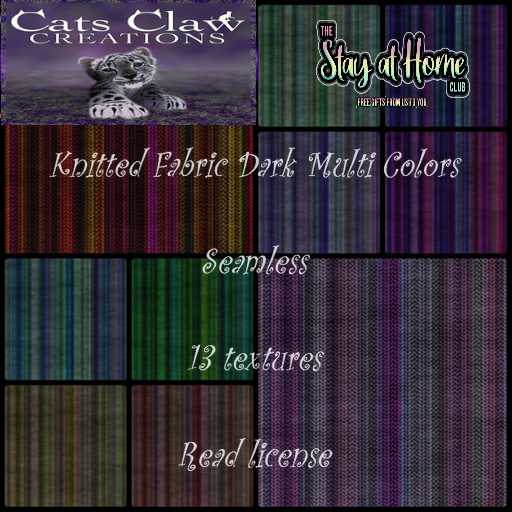 Cats Claw
CREATIONS
THE
Stay at Home
CLUB
FREE GIFTS FROM US TO YOU
Knitted Fabric Dark Multi Colors
Seamless
13 textures
Read license